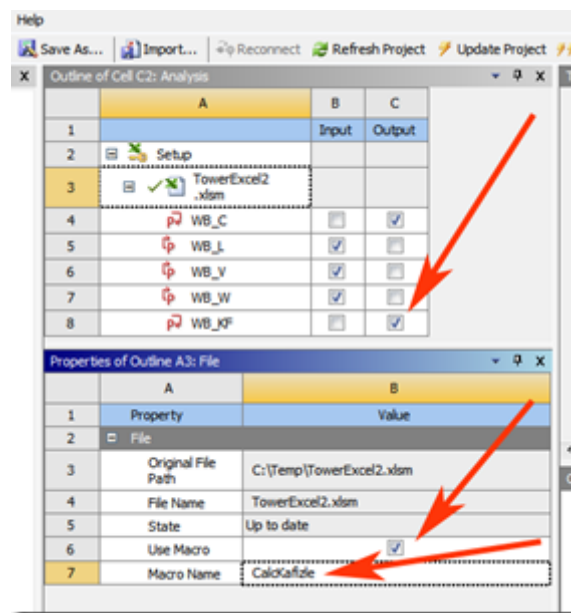 Help
Save As... Import... Reconnect Refresh Project Update Project
X Outline of Cell C2: Analysis X
A B C
1 Input Output
2 Setup
3 TowerExcel2
.xlsm
4 WB_C
5 WB_L
6 WB_V
7 WB_W
8 WB_KF
Properties of Outline A3: File X
A B
1 Property Value
2 File
3 Original File
Path C:\Temp\TowerExcel2.xlsm
4 File Name TowerExcel2.xlsm
5 State Up to date
6 Use Macro
7 Macro Name CalcKafizle